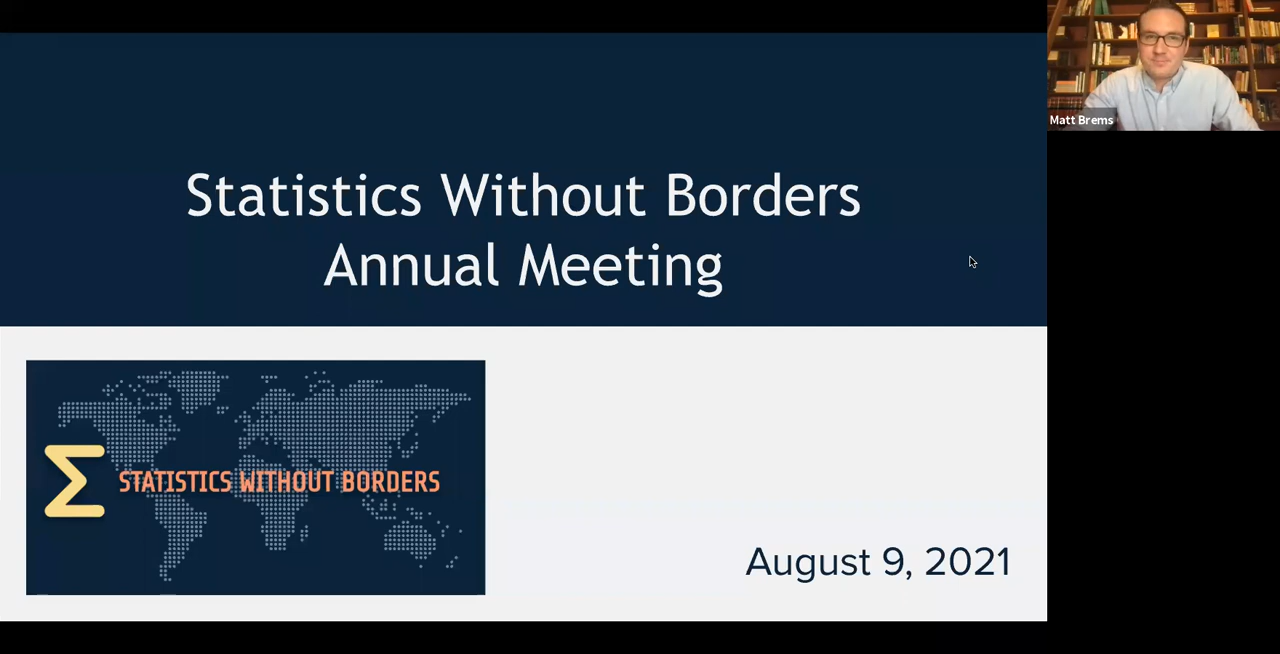 Statistics Without Borders
Annual Meeting
Matt Brems
Σ STATISTICS WITHOUT BORDERS
August 9, 2021